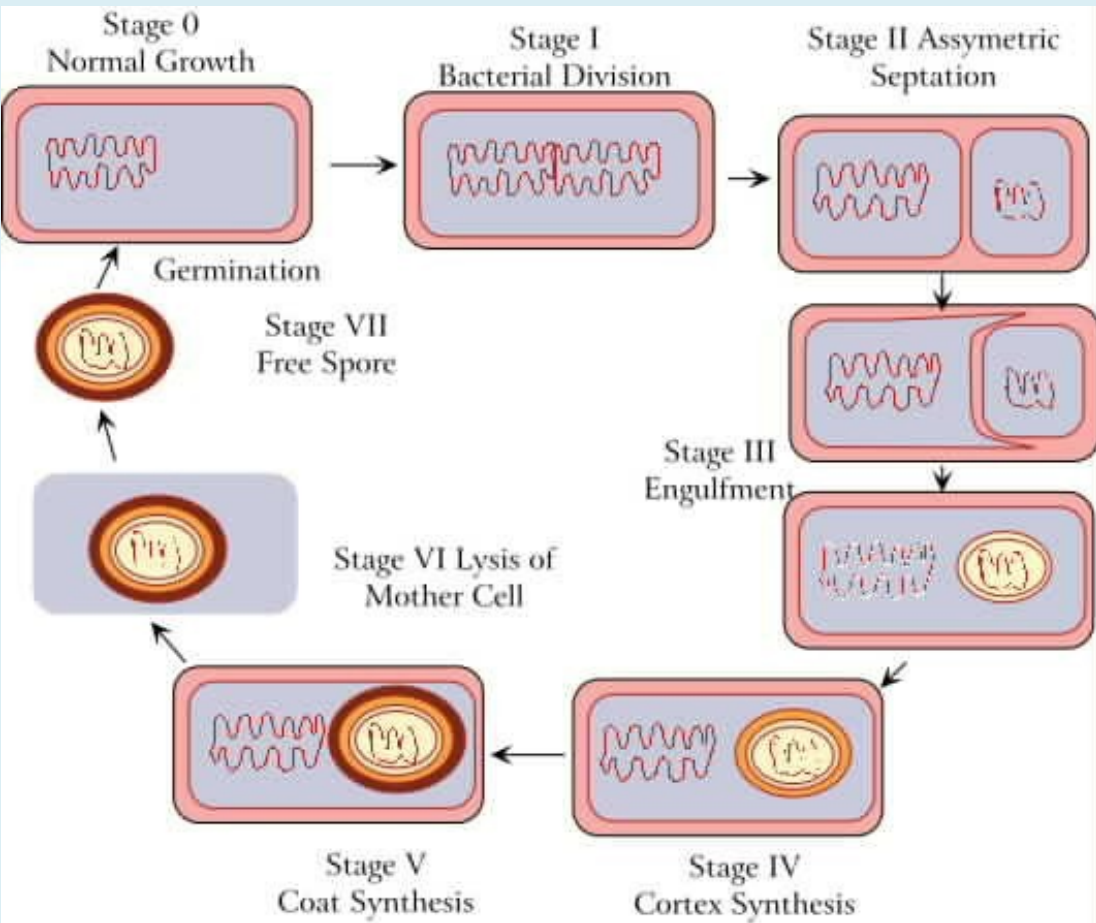 Stage 0
Normal Growth
Stage I
Bacterial Division
Stage II Assymetric
Septation
Germination
Stage VII
Free Spore
Stage III
Engulfment
Stage VI Lysis of
Mother Cell
Stage V
Coat Synthesis
Stage IV
Cortex Synthesis